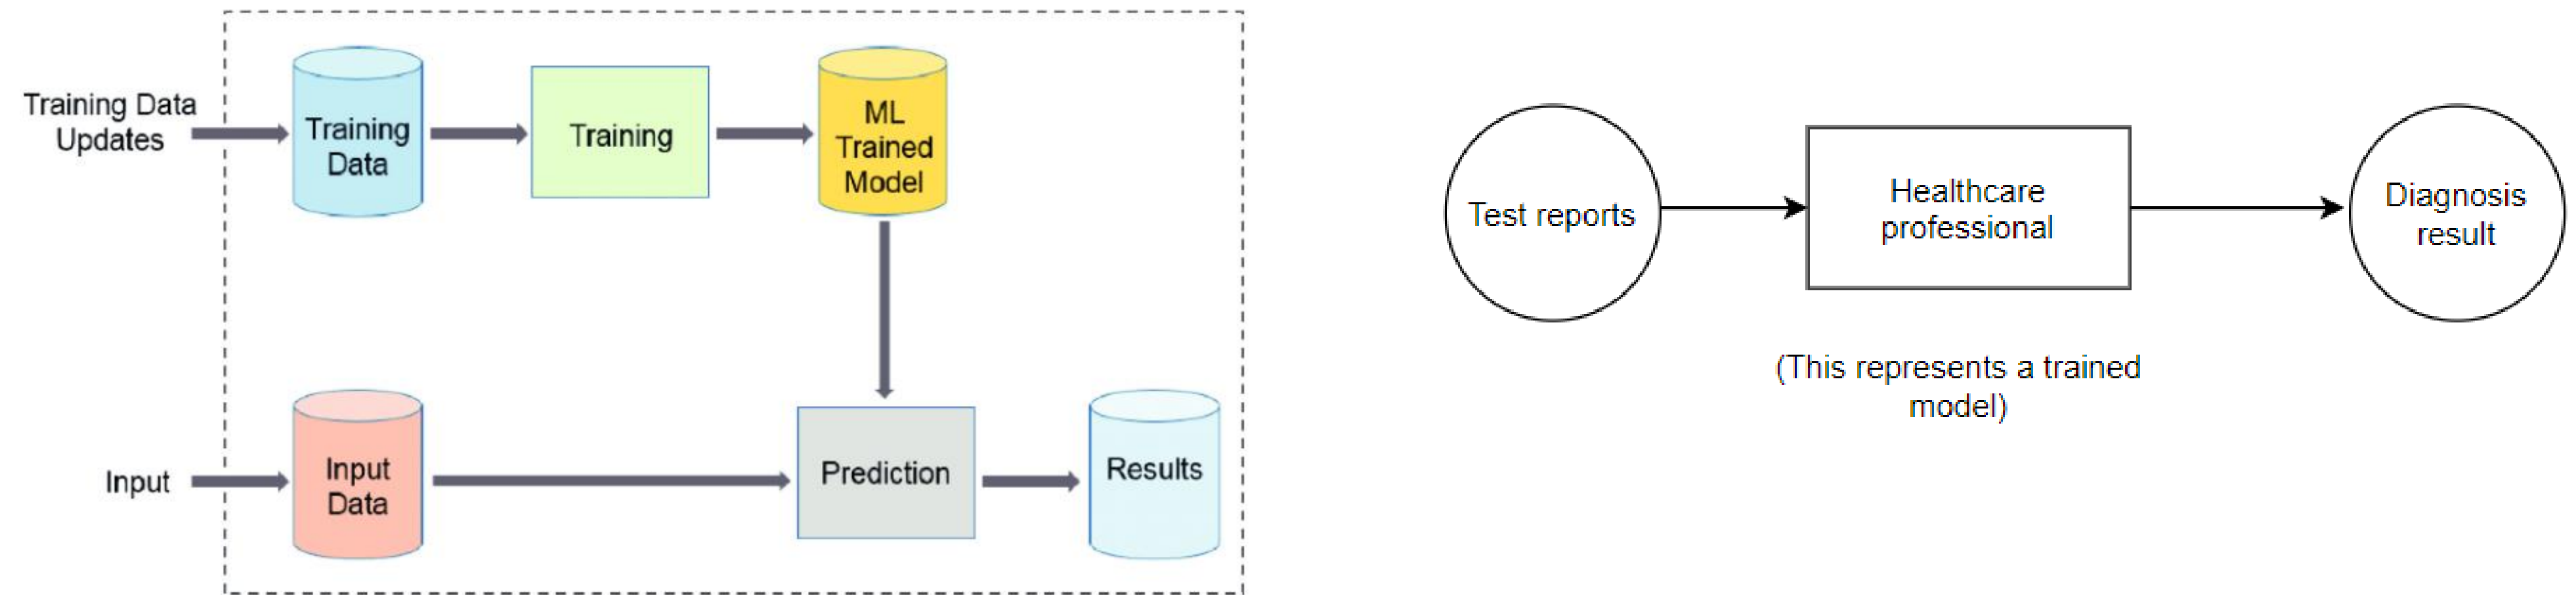 Training Data
Updates
Training
Data
Training
ML
Trained
Model
Input
Input
Data
Prediction
Results
Test reports
Healthcare
professional
Diagnosis
result
(This represents a trained
model)